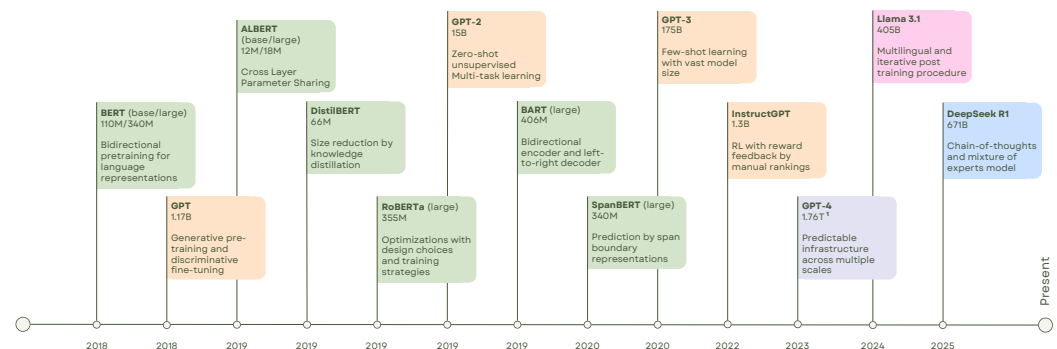 BERT (base/large)
110M/340M
Bidirectional
pretraining for
language
representations
GPT
1.17B
Generative pre-
training and
discriminative
fine-tuning
ALBERT
(base/large)
12M/18M
Cross Layer
Parameter Sharing
DistilBERT
66M
Size reduction by
knowledge
distillation
RoBERTa (large)
355M
Optimizations with
design choices
and training
strategies
GPT-2
15B
Zero-shot
unsupervised
Multi-task learning
BART (large)
406M
Bidirectional
encoder and left-
to-right decoder
SpanBERT (large)
340M
Prediction by span
boundary
representations
GPT-3
175B
Few-shot learning
with vast model
size
InstructGPT
1.3B
RL with reward
feedback by
manual rankings
GPT-4
1.76T ¹
Predictable
infrastructure
across multiple
scales
Llama 3.1
405B
Multilingual and
iterative post
training procedure
DeepSeek R1
671B
Chain-of-thoughts
and mixture of
experts model
Present
2018 2018 2019 2019 2019 2019 2019 2020 2020 2022 2023 2024 2025